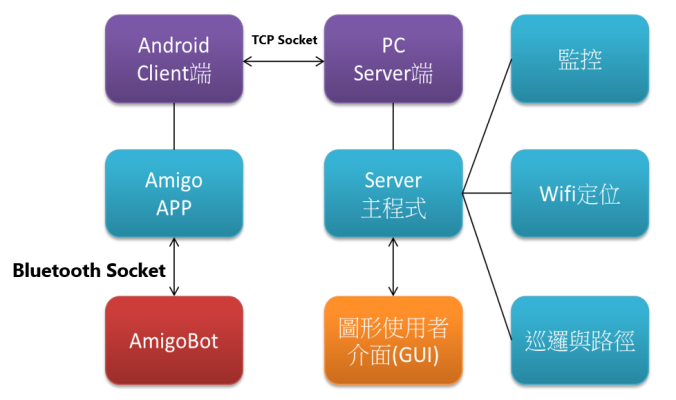 Android
Client端
TCP Socket
PC
Server端
監控
Amigo
APP
Server
主程式
Wifi定位
Bluetooth Socket
AmigoBot
圖形使用者
介面(GUI)
巡邏與路徑